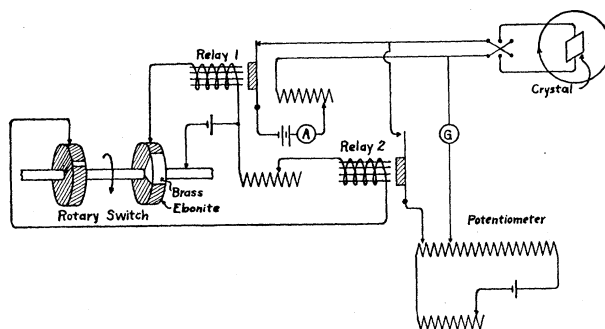 Relay 1
Crystal
A
Relay 2
G
Brass
Ebonite
Rotary Switch
Potentiometer